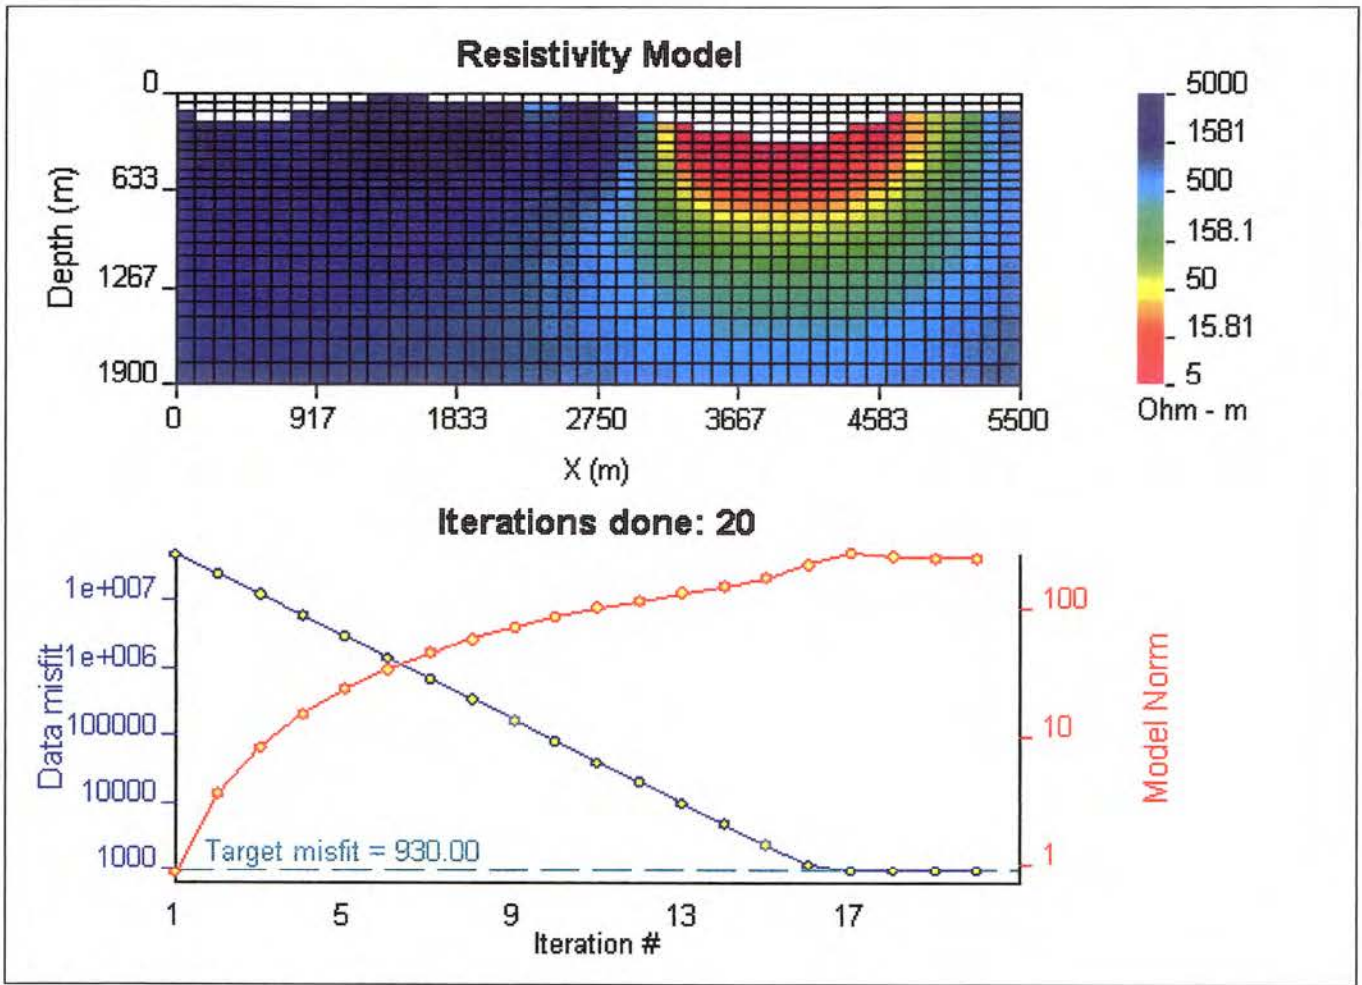 Resistivity Model
Depth (m)
0
633
1267
1900
0 917 1833 2750 3667 4583 5500
X (m)
5000
1581
500
158.1
50
15.81
5
Ohm - m
Iterations done: 20
Data misfit
1e+007
1e+006
100000
10000
1000
Target misfit = 930.00
100
10
1
Model Norm
1 5 9 13 17
Iteration #